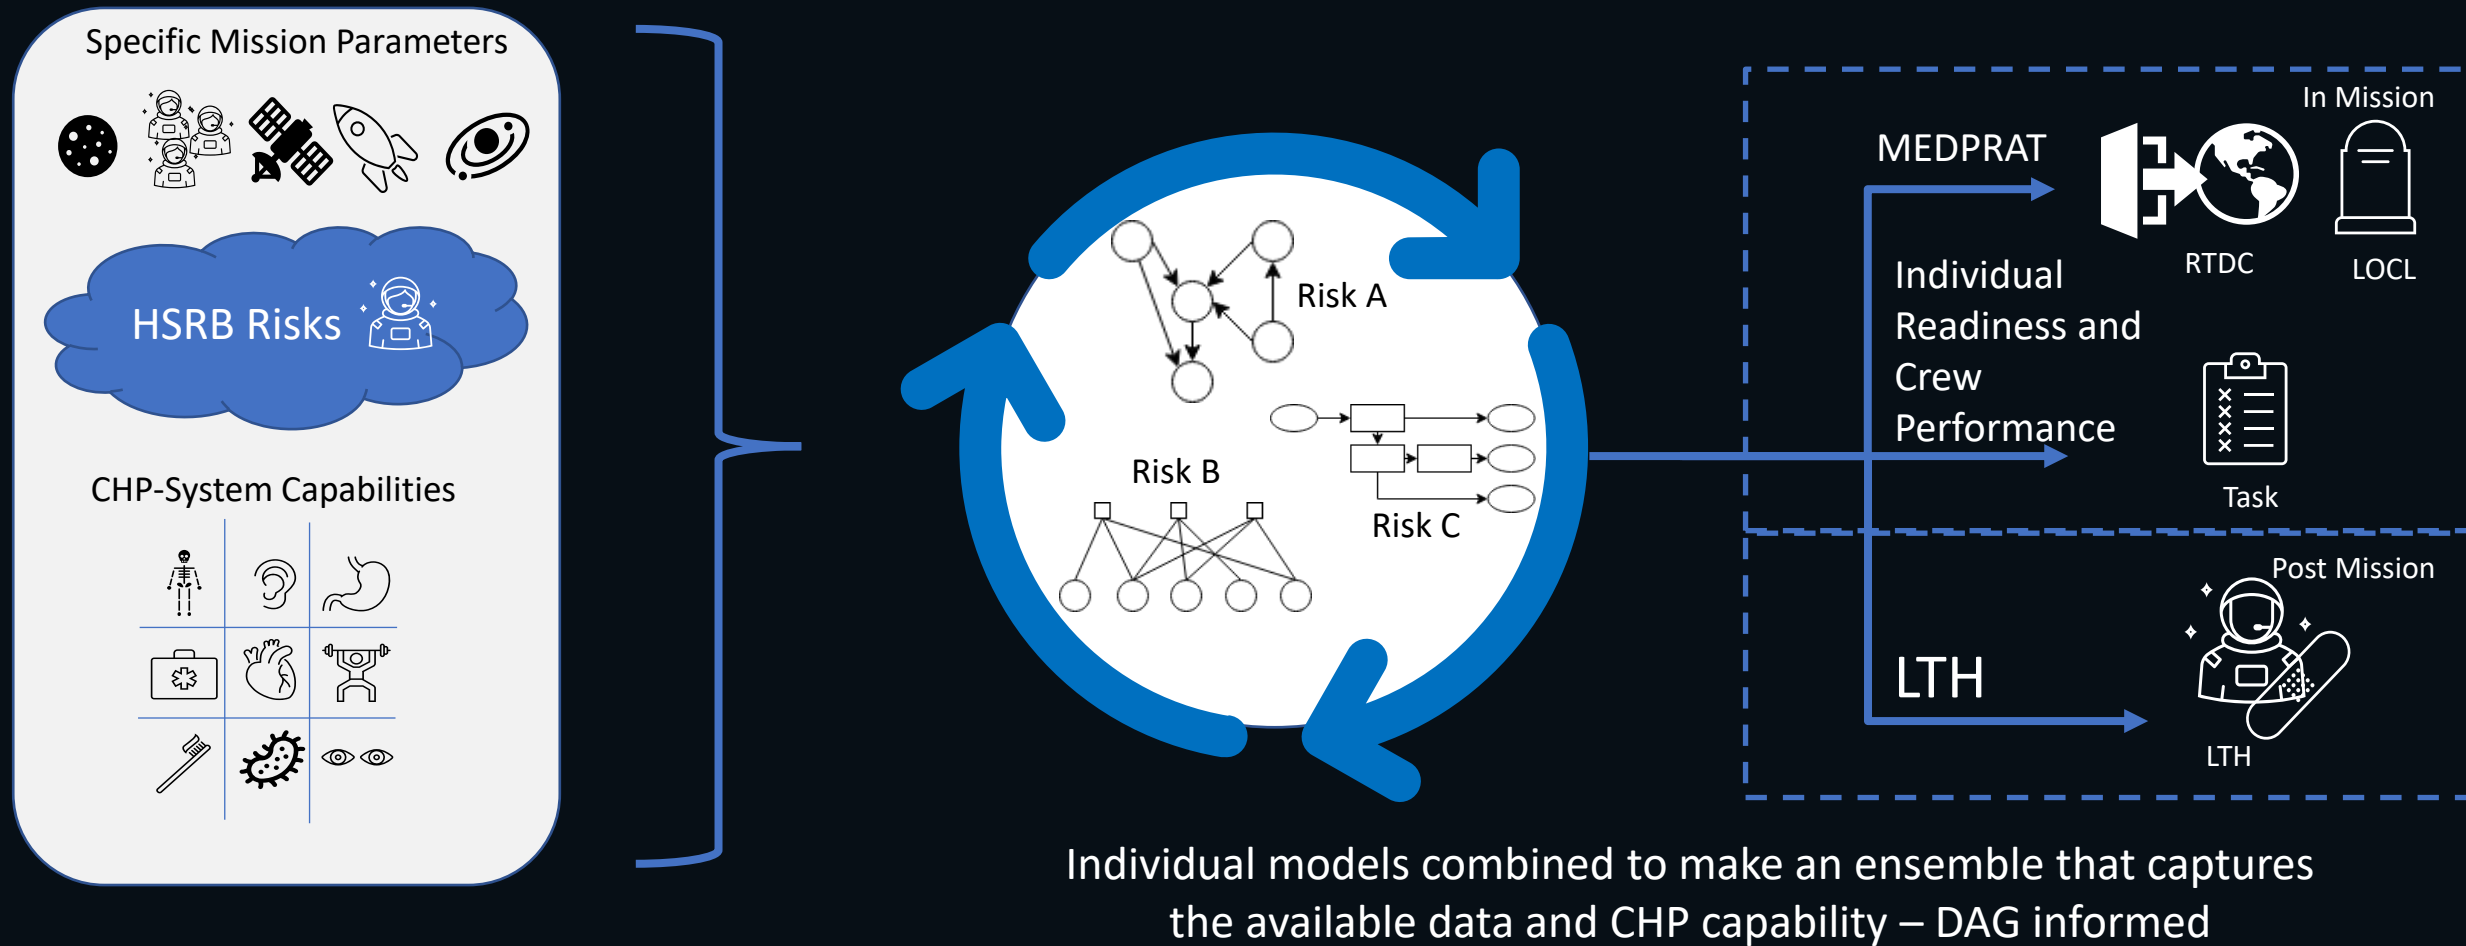 Specific Mission Parameters
HSRB Risks
CHP-System Capabilities
Risk A
Risk B
Risk C
In Mission
MEDPRAT
RTDC
LOCL
Individual
Readiness and
Crew
Performance
Task
Post Mission
LTH
LTH
Individual models combined to make an ensemble that captures
the available data and CHP capability – DAG informed